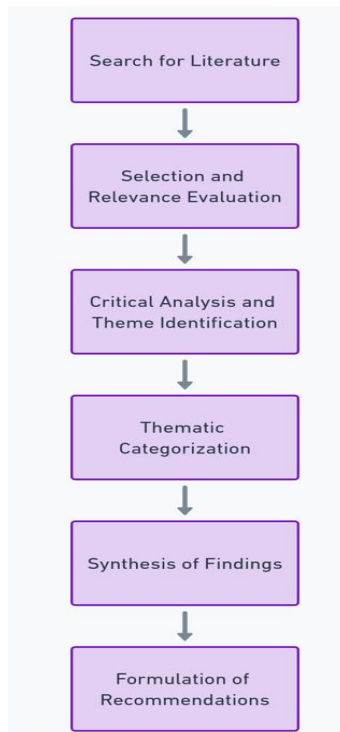 Search for Literature
Selection and
Relevance Evaluation
Critical Analysis and
Theme Identification
Thematic
Categorization
Synthesis of Findings
Formulation of
Recommendations